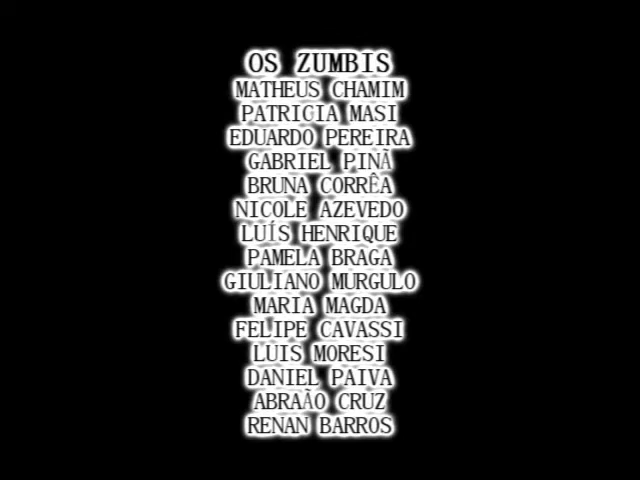 OS ZUMBIS
MATHEUS CHAMIM
PATRICIA MASI
EDUARDO PEREIRA
GABRIEL PINÃ
BRUNA CORRÊA
NICOLE AZEVEDO
LUÍS HENRIQUE
PAMELA BRAGA
GIULIANO MURGULO
MARIA MAGDA
FELIPE CAVASSI
LUIS MORESI
DANIEL PAIVA
ABRAÃO CRUZ
RENAN BARROS